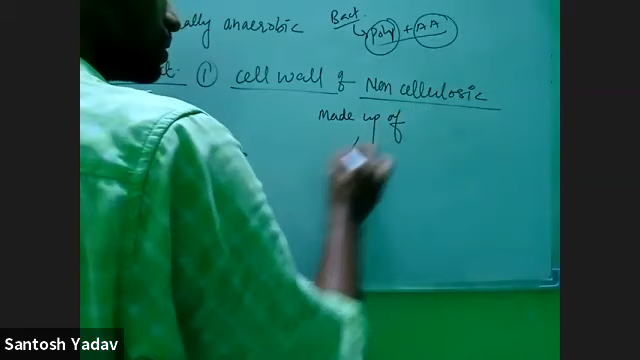 ally anaerobic
Bact.
poly + AA
① cell wall of Non cellulosic
Made up of
Santosh Yadav